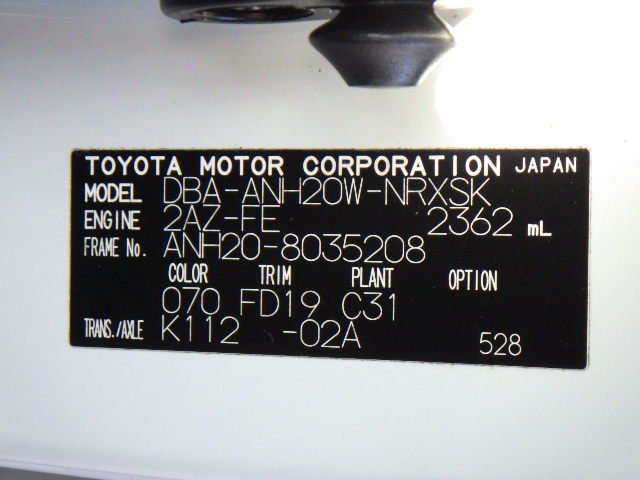 TOYOTA MOTOR CORPORATION JAPAN
MODEL DBA-ANH20W-NRXSK
ENGINE 2AZ-FE 2362 mL
FRAME No. ANH20-8035208
COLOR TRIM PLANT OPTION
070 FD19 C31
TRANS./AXLE K112 -02A 528